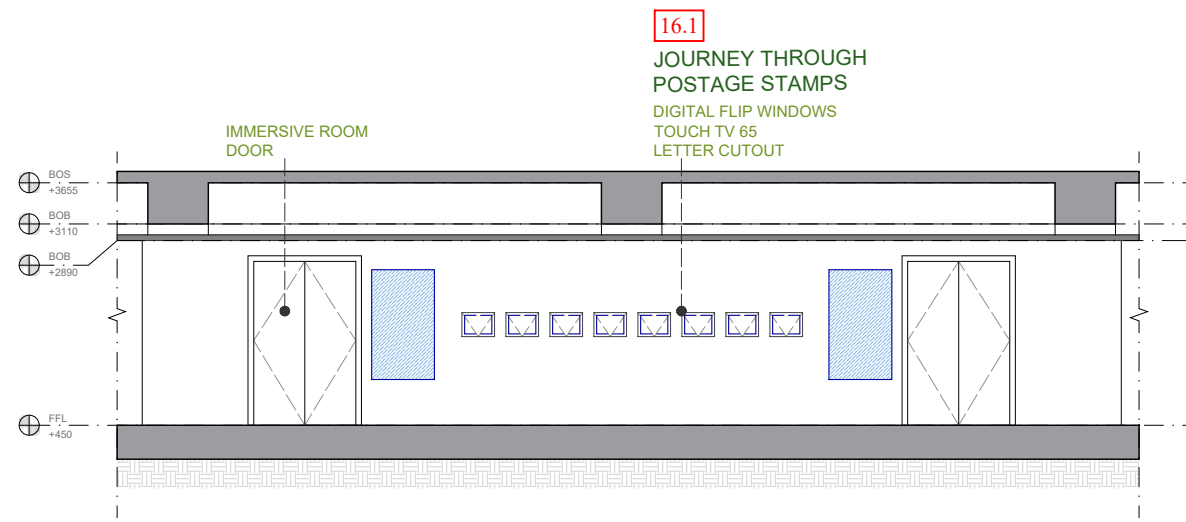 16.1
JOURNEY THROUGH
POSTAGE STAMPS
DIGITAL FLIP WINDOWS
TOUCH TV 65
LETTER CUTOUT
IMMERSIVE ROOM
DOOR
BOS
+3655
BOB
+3110
BOB
+2890
FFL
+450